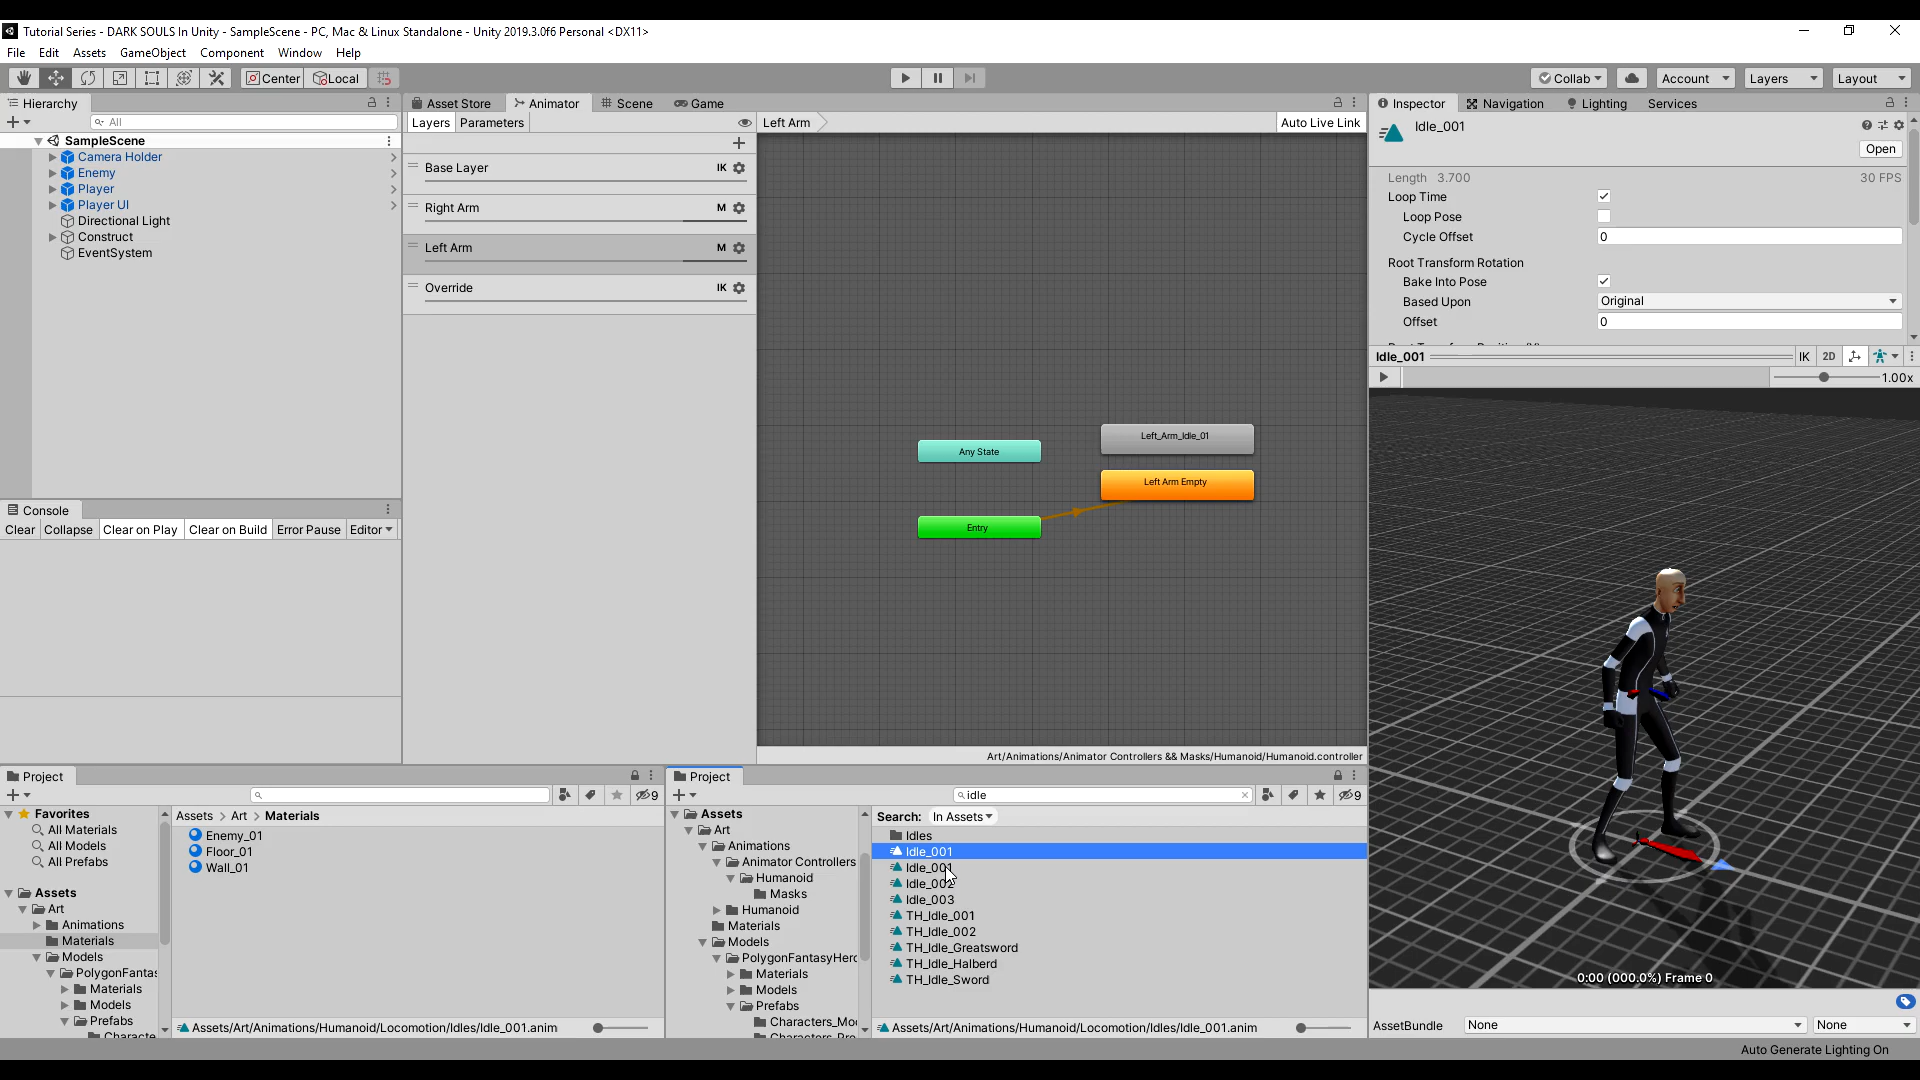 Tutorial Series - DARK SOULS In Unity - SampleScene - PC, Mac & Linux Standalone - Unity 2019.3.0f6 Personal <DX11>
File Edit Assets GameObject Component Window Help
Center Local Collab Account Layers Layout
Hierarchy
All
SampleScene
Camera Holder
Enemy
Player
Player UI
Directional Light
Construct
EventSystem
Console
Clear Collapse Clear on Play Clear on Build Error Pause Editor
Asset Store Animator Scene Game
Layers Parameters Left Arm Auto Live Link
Base Layer IK
Right Arm M
Left Arm M
Override IK
Left_Arm_Idle_01
Any State
Left Arm Empty
Entry
Art/Animations/Animator Controllers && Masks/Humanoid/Humanoid.controller
Inspector Navigation Lighting Services
Idle_001
Open
Length 3.700 30 FPS
Loop Time
Loop Pose
Cycle Offset 0
Root Transform Rotation
Bake Into Pose
Based Upon Original
Offset 0
Idle_001 IK 2D
1.00x
0:00 (000.0%) Frame 0
AssetBundle None None
Auto Generate Lighting On
Project
9
Favorites
All Materials
All Models
All Prefabs
Assets
Art
Animations
Materials
Models
PolygonFantas
Materials
Models
Prefabs
Characte
Assets > Art > Materials
Enemy_01
Floor_01
Wall_01
Assets/Art/Animations/Humanoid/Locomotion/Idles/Idle_001.anim
Project
idle
9
Assets
Art
Animations
Animator Controllers
Humanoid
Masks
Humanoid
Materials
Models
PolygonFantasyHero
Materials
Models
Prefabs
Characters_Mo
Search: In Assets
Idles
Idle_001
Idle_001
Idle_002
Idle_003
TH_Idle_001
TH_Idle_002
TH_Idle_Greatsword
TH_Idle_Halberd
TH_Idle_Sword
Assets/Art/Animations/Humanoid/Locomotion/Idles/Idle_001.anim